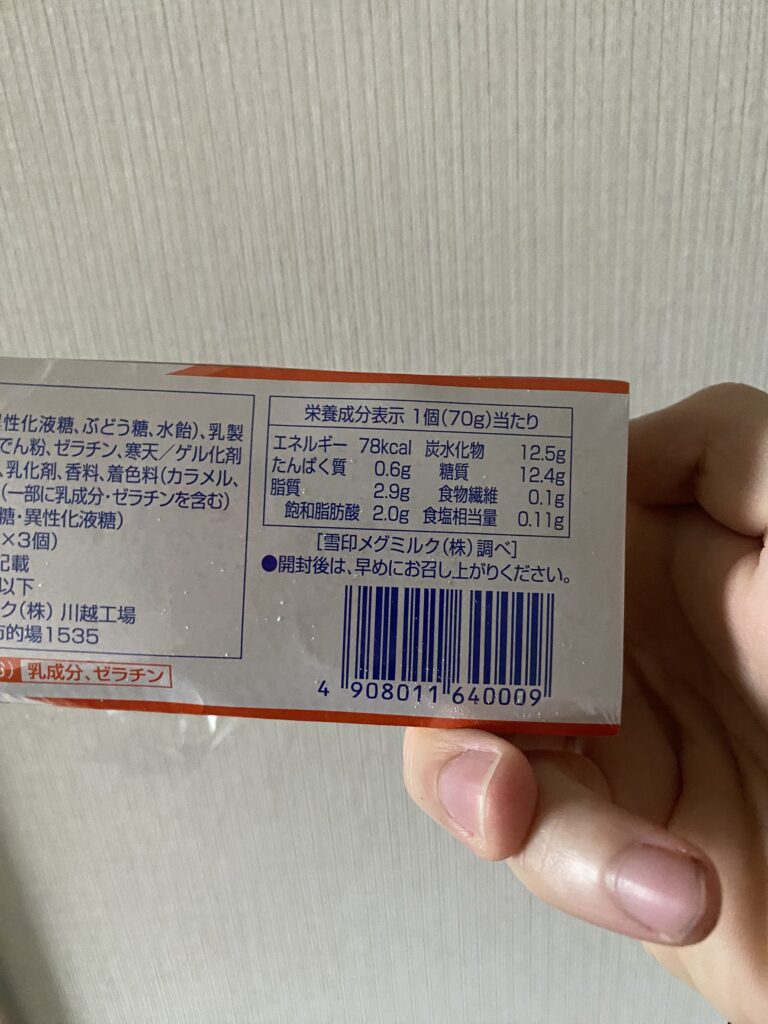 性化液糖、ぶどう糖、水飴)、乳製
でん粉、ゼラチン、寒天/ゲル化剤
、乳化剤、香料、着色料(カラメル、
(一部に乳成分・ゼラチンを含む)
糖・異性化液糖)
×3個)
記載
以下
ク(株) 川越工場
市的場1535
乳成分、ゼラチン
栄養成分表示 1個(70g)当たり
エネルギー 78kcal 炭水化物 12.5g
たんぱく質 0.6g 糖質 12.4g
脂質 2.9g 食物繊維 0.1g
飽和脂肪酸 2.0g 食塩相当量 0.11g
[雪印メグミルク(株)調べ]
●開封後は、早めにお召し上がりください。
4 908011 640009